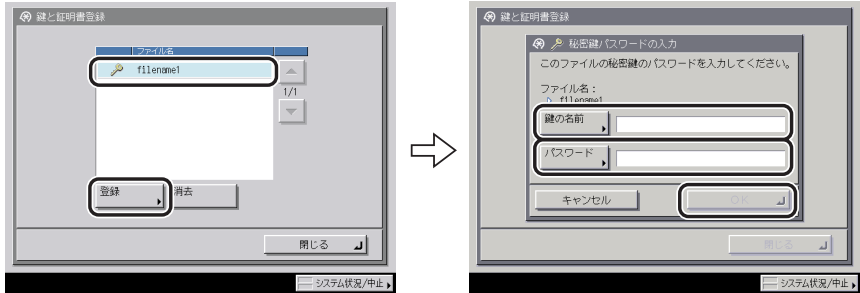 鍵と証明書登録
ファイル名
filename1
1/1
登録
消去
閉じる
システム状況/中止
鍵と証明書登録
秘密鍵パスワードの入力
このファイルの秘密鍵のパスワードを入力してください。
ファイル名：
filename1
鍵の名前
パスワード
キャンセル
OK
閉じる
システム状況/中止